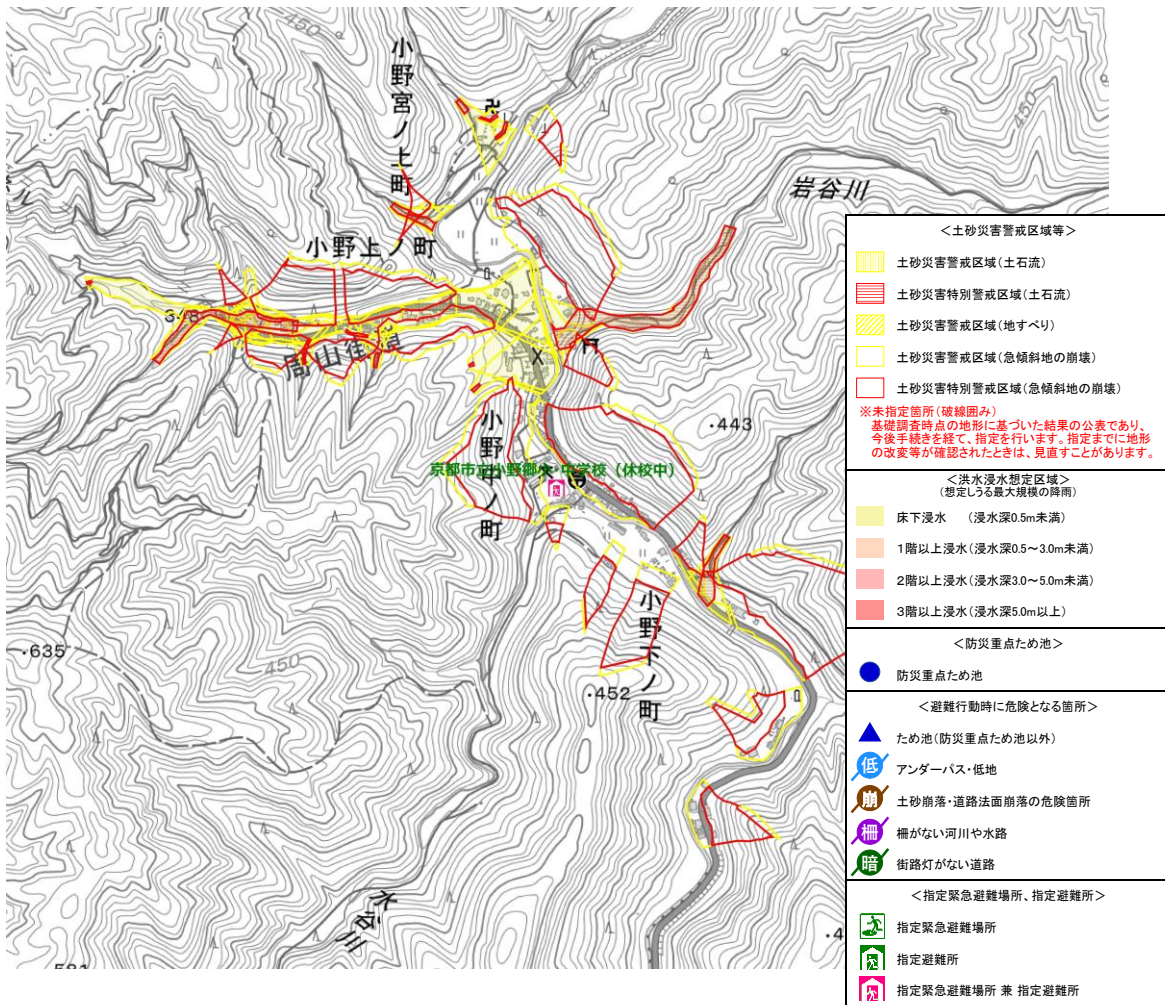 450
450
小野宮ノ上町
岩谷川
小野上ノ町
348
周山街道
・443
小野中ノ町
京都市立小野郷小・中学校（休校中）
小野下ノ町
・635
450
・452
水谷川
581
<土砂災害警戒区域等>
土砂災害警戒区域（土石流）
土砂災害特別警戒区域（土石流）
土砂災害警戒区域（地すべり）
土砂災害警戒区域（急傾斜地の崩壊）
土砂災害特別警戒区域（急傾斜地の崩壊）
※未指定箇所（破線囲み）
基礎調査時点の地形に基づいた結果の公表であり、
今後手続きを経て、指定を行います。指定までに地形
の改変等が確認されたときは、見直すことがあります。
<洪水浸水想定区域>
（想定しうる最大規模の降雨）
床下浸水　（浸水深0.5m未満）
1階以上浸水（浸水深0.5～3.0m未満）
2階以上浸水（浸水深3.0～5.0m未満）
3階以上浸水（浸水深5.0m以上）
<防災重点ため池>
防災重点ため池
<避難行動時に危険となる箇所>
ため池（防災重点ため池以外）
低 アンダーパス・低地
崩 土砂崩落・道路法面崩落の危険箇所
柵 柵がない河川や水路
暗 街路灯がない道路
<指定緊急避難場所、指定避難所>
指定緊急避難場所
指定避難所
指定緊急避難場所 兼 指定避難所